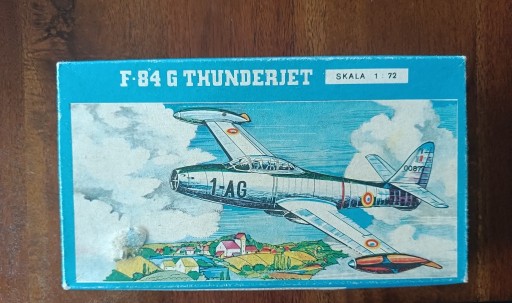 F-84 G THUNDERJET
SKALA 1:72
1-AG